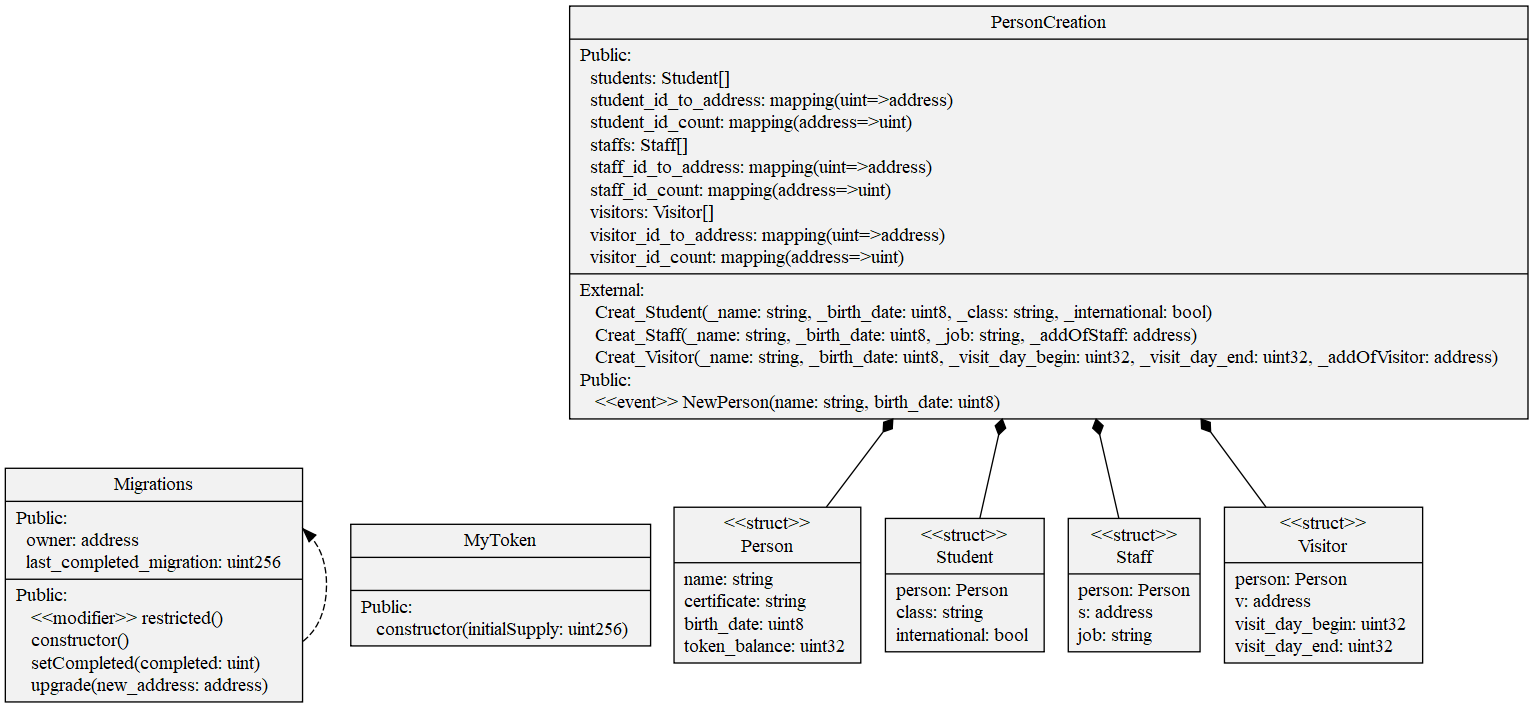 PersonCreation
Public:
students: Student[]
student_id_to_address: mapping(uint=>address)
student_id_count: mapping(address=>uint)
staffs: Staff[]
staff_id_to_address: mapping(uint=>address)
staff_id_count: mapping(address=>uint)
visitors: Visitor[]
visitor_id_to_address: mapping(uint=>address)
visitor_id_count: mapping(address=>uint)
External:
Creat_Student(_name: string, _birth_date: uint8, _class: string, _international: bool)
Creat_Staff(_name: string, _birth_date: uint8, _job: string, _addOfStaff: address)
Creat_Visitor(_name: string, _birth_date: uint8, _visit_day_begin: uint32, _visit_day_end: uint32, _addOfVisitor: address)
Public:
<<event>> NewPerson(name: string, birth_date: uint8)
Migrations
Public:
owner: address
last_completed_migration: uint256
Public:
<<modifier>> restricted()
constructor()
setCompleted(completed: uint)
upgrade(new_address: address)
MyToken
Public:
constructor(initialSupply: uint256)
<<struct>>
Person
name: string
certificate: string
birth_date: uint8
token_balance: uint32
<<struct>>
Student
person: Person
class: string
international: bool
<<struct>>
Staff
person: Person
s: address
job: string
<<struct>>
Visitor
person: Person
v: address
visit_day_begin: uint32
visit_day_end: uint32